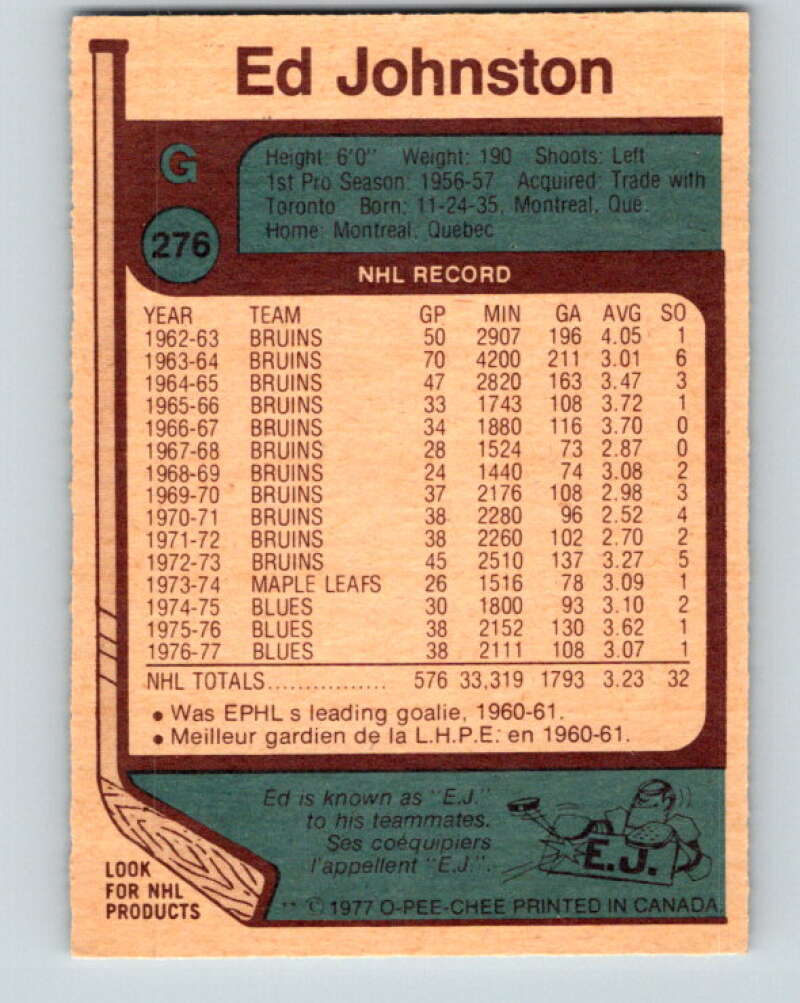 Ed Johnston
G
276
Height: 6'0" Weight: 190 Shoots: Left
1st Pro Season: 1956-57 Acquired: Trade with
Toronto Born: 11-24-35, Montreal, Que.
Home: Montreal, Quebec
NHL RECORD
YEAR TEAM GP MIN GA AVG SO
1962-63 BRUINS 50 2907 196 4.05 1
1963-64 BRUINS 70 4200 211 3.01 6
1964-65 BRUINS 47 2820 163 3.47 3
1965-66 BRUINS 33 1743 108 3.72 1
1966-67 BRUINS 34 1880 116 3.70 0
1967-68 BRUINS 28 1524 73 2.87 0
1968-69 BRUINS 24 1440 74 3.08 2
1969-70 BRUINS 37 2176 108 2.98 3
1970-71 BRUINS 38 2280 96 2.52 4
1971-72 BRUINS 38 2260 102 2.70 2
1972-73 BRUINS 45 2510 137 3.27 5
1973-74 MAPLE LEAFS 26 1516 78 3.09 1
1974-75 BLUES 30 1800 93 3.10 2
1975-76 BLUES 38 2152 130 3.62 1
1976-77 BLUES 38 2111 108 3.07 1
NHL TOTALS................ 576 33,319 1793 3.23 32
• Was EPHL s leading goalie, 1960-61.
• Meilleur gardien de la L.H.P.E. en 1960-61.
Ed is known as "E.J."
to his teammates.
Ses coéquipiers
l'appellent "E.J.".
E.J.
LOOK
FOR NHL
PRODUCTS
** © 1977 O-PEE-CHEE PRINTED IN CANADA